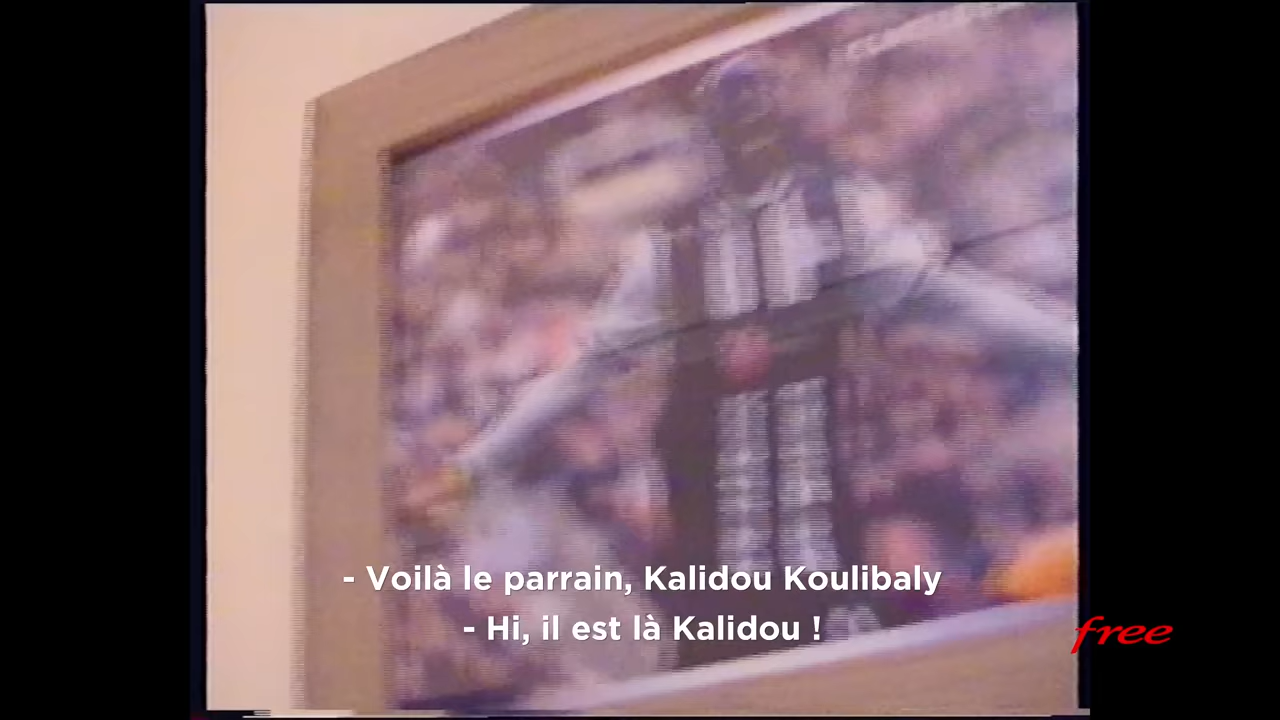 - Voilà le parrain, Kalidou Koulibaly
- Hi, il est là Kalidou !
free